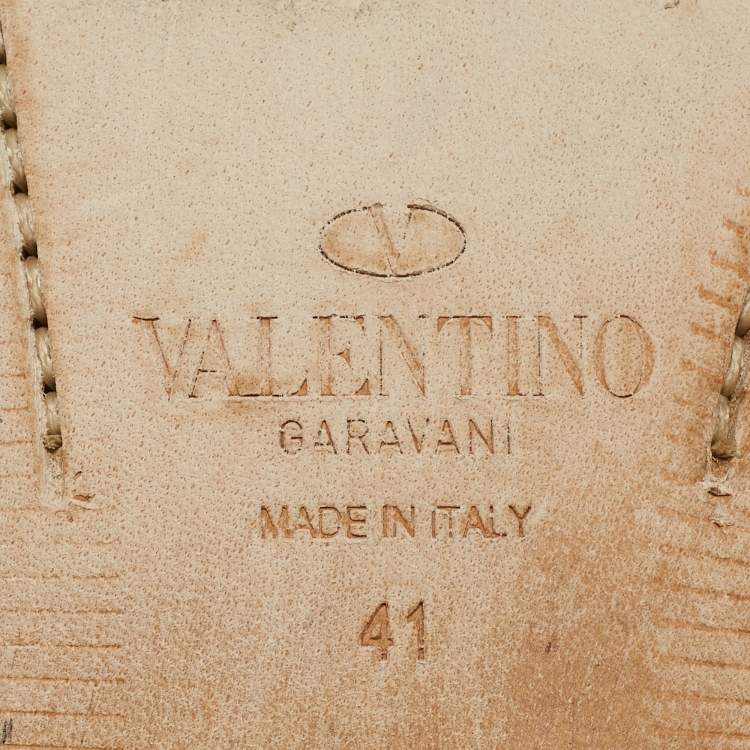 V
VALENTINO
GARAVANI
MADE IN ITALY
41